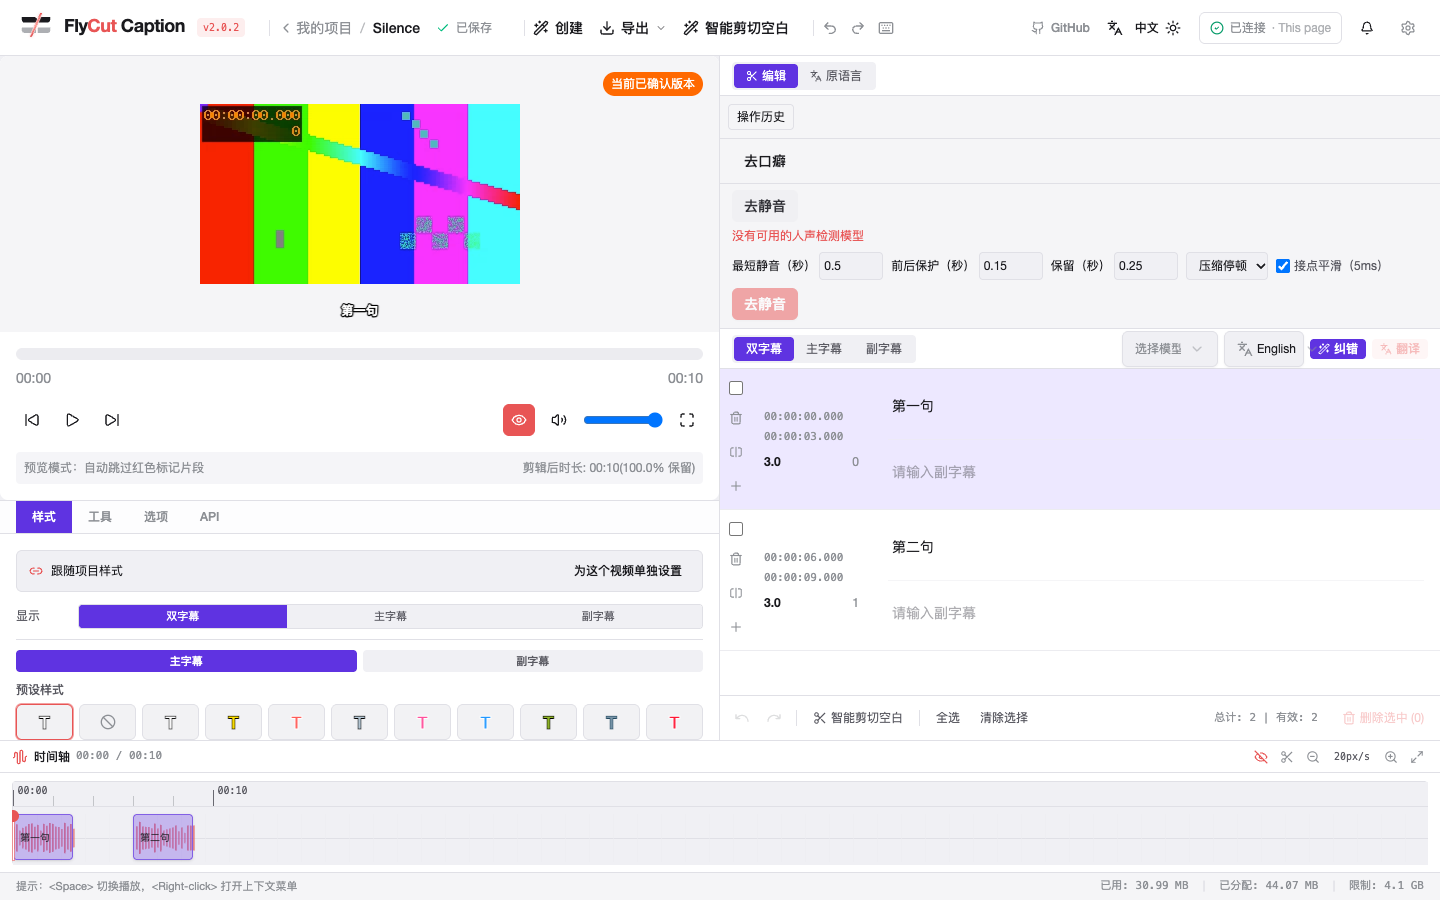 FlyCut Caption v2.0.2 我的项目 / Silence 已保存 创建 导出 智能剪切空白 GitHub 中文 已连接 · This page
当前已确认版本
00:00:00.000
0
第一句
00:00 00:10
预览模式：自动跳过红色标记片段 剪辑后时长: 00:10(100.0% 保留)
样式 工具 选项 API
跟随项目样式 为这个视频单独设置
显示 双字幕 主字幕 副字幕
主字幕 副字幕
预设样式
T T T T T T T T T T
编辑 原语言
操作历史
去口癖
去静音
没有可用的人声检测模型
最短静音（秒） 0.5 前后保护（秒） 0.15 保留（秒） 0.25 压缩停顿 接点平滑（5ms）
去静音
双字幕 主字幕 副字幕 选择模型 English 纠错 翻译
第一句
00:00:00.000
00:00:03.000
3.0 0
请输入副字幕
第二句
00:00:06.000
00:00:09.000
3.0 1
请输入副字幕
智能剪切空白 全选 清除选择 总计: 2 | 有效: 2 删除选中 (0)
时间轴 00:00 / 00:10 20px/s
00:00 00:10
第一句 第二句
提示: <Space> 切换播放，<Right-click> 打开上下文菜单 已用: 30.99 MB 已分配: 44.07 MB 限制: 4.1 GB